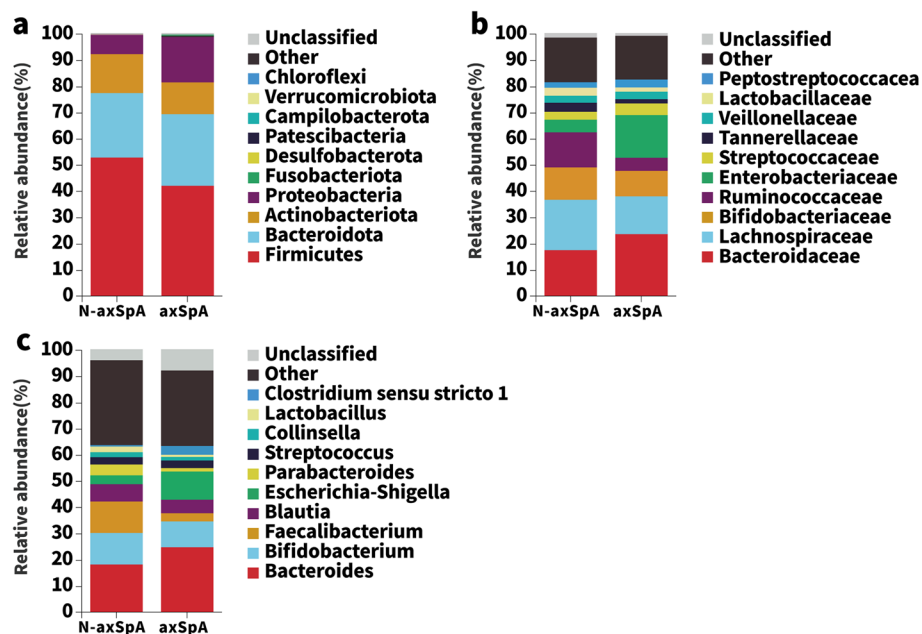 a
Relative abundance(%)
100
90
80
70
60
50
40
30
20
10
0
N-axSpA axSpA
Unclassified
Other
Chloroflexi
Verrucomicrobiota
Campilobacterota
Patescibacteria
Desulfobacterota
Fusobacteriota
Proteobacteria
Actinobacteriota
Bacteroidota
Firmicutes
b
Relative abundance(%)
100
90
80
70
60
50
40
30
20
10
0
N-axSpA axSpA
Unclassified
Other
Peptostreptococcacea
Lactobacillaceae
Veillonellaceae
Tannerellaceae
Streptococcaceae
Enterobacteriaceae
Ruminococcaceae
Bifidobacteriaceae
Lachnospiraceae
Bacteroidaceae
c
Relative abundance(%)
100
90
80
70
60
50
40
30
20
10
0
N-axSpA axSpA
Unclassified
Other
Clostridium sensu stricto 1
Lactobacillus
Collinsella
Streptococcus
Parabacteroides
Escherichia-Shigella
Blautia
Faecalibacterium
Bifidobacterium
Bacteroides